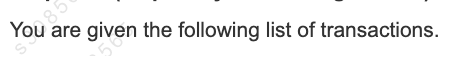 You are given the following list of transactions.